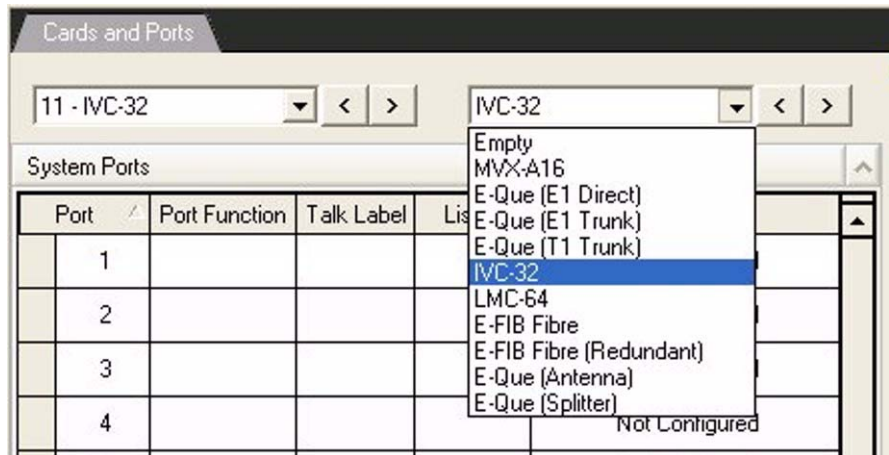 Cards and Ports
11 - IVC-32 < > IVC-32 < >
Empty
System Ports MVX-A16
E-Que (E1 Direct)
Port Port Function Talk Label Lis E-Que (E1 Trunk)
E-Que (T1 Trunk)
1 IVC-32
LMC-64
2 E-FIB Fibre
E-FIB Fibre (Redundant)
3 E-Que (Antenna)
E-Que (Splitter)
4 Not Configured